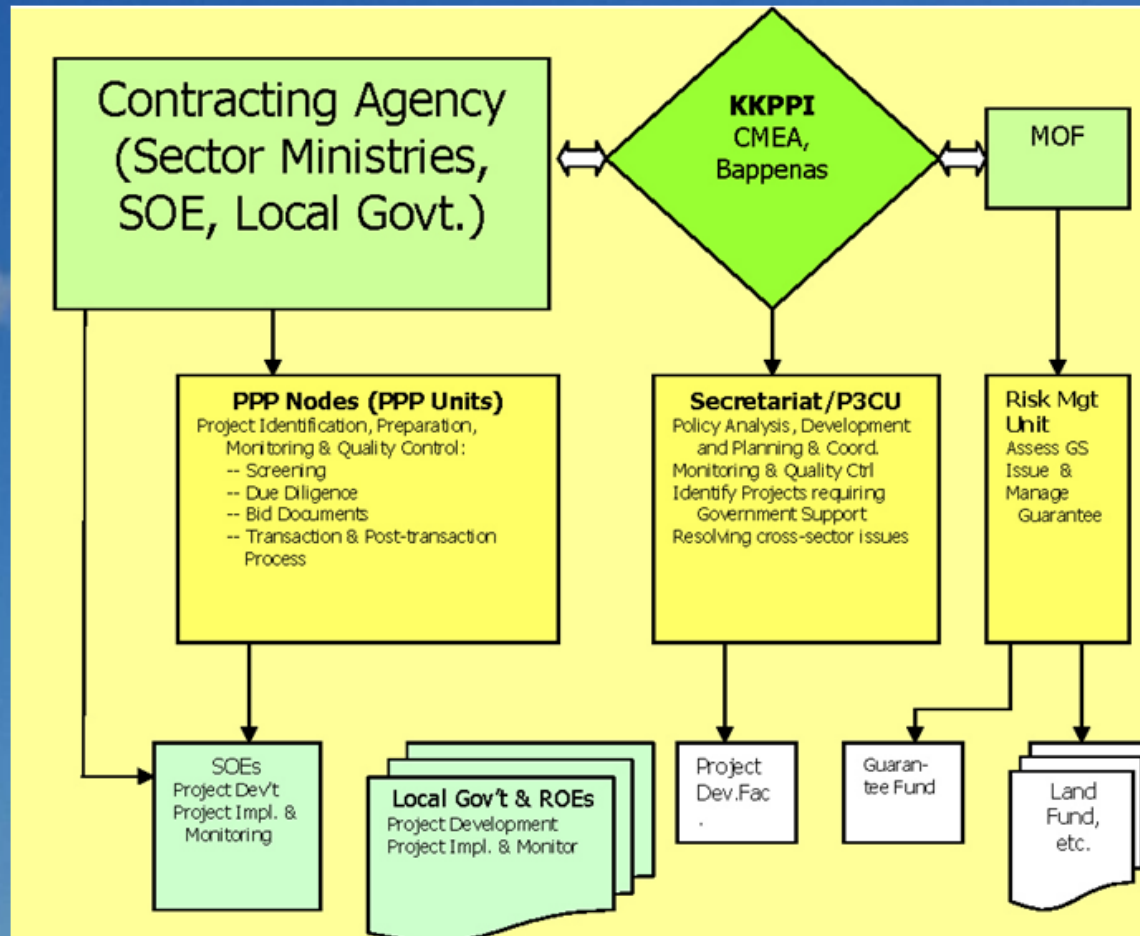 Contracting Agency
(Sector Ministries,
SOE, Local Govt.)
KKPPI
CMEA,
Bappenas
MOF
PPP Nodes (PPP Units)
Project Identification, Preparation,
Monitoring & Quality Control:
-- Screening
-- Due Diligence
-- Bid Documents
-- Transaction & Post-transaction
Process
Secretariat/P3CU
Policy Analysis, Development
and Planning & Coord.
Monitoring & Quality Ctrl
Identify Projects requiring
Government Support
Resolving cross-sector issues
Risk Mgt
Unit
Assess GS
Issue &
Manage
Guarantee
SOEs
Project Dev't
Project Impl. &
Monitoring
Local Gov't & ROEs
Project Development
Project Impl. & Monitor
Project
Dev.Fac
.
Guaran-
tee Fund
Land
Fund,
etc.